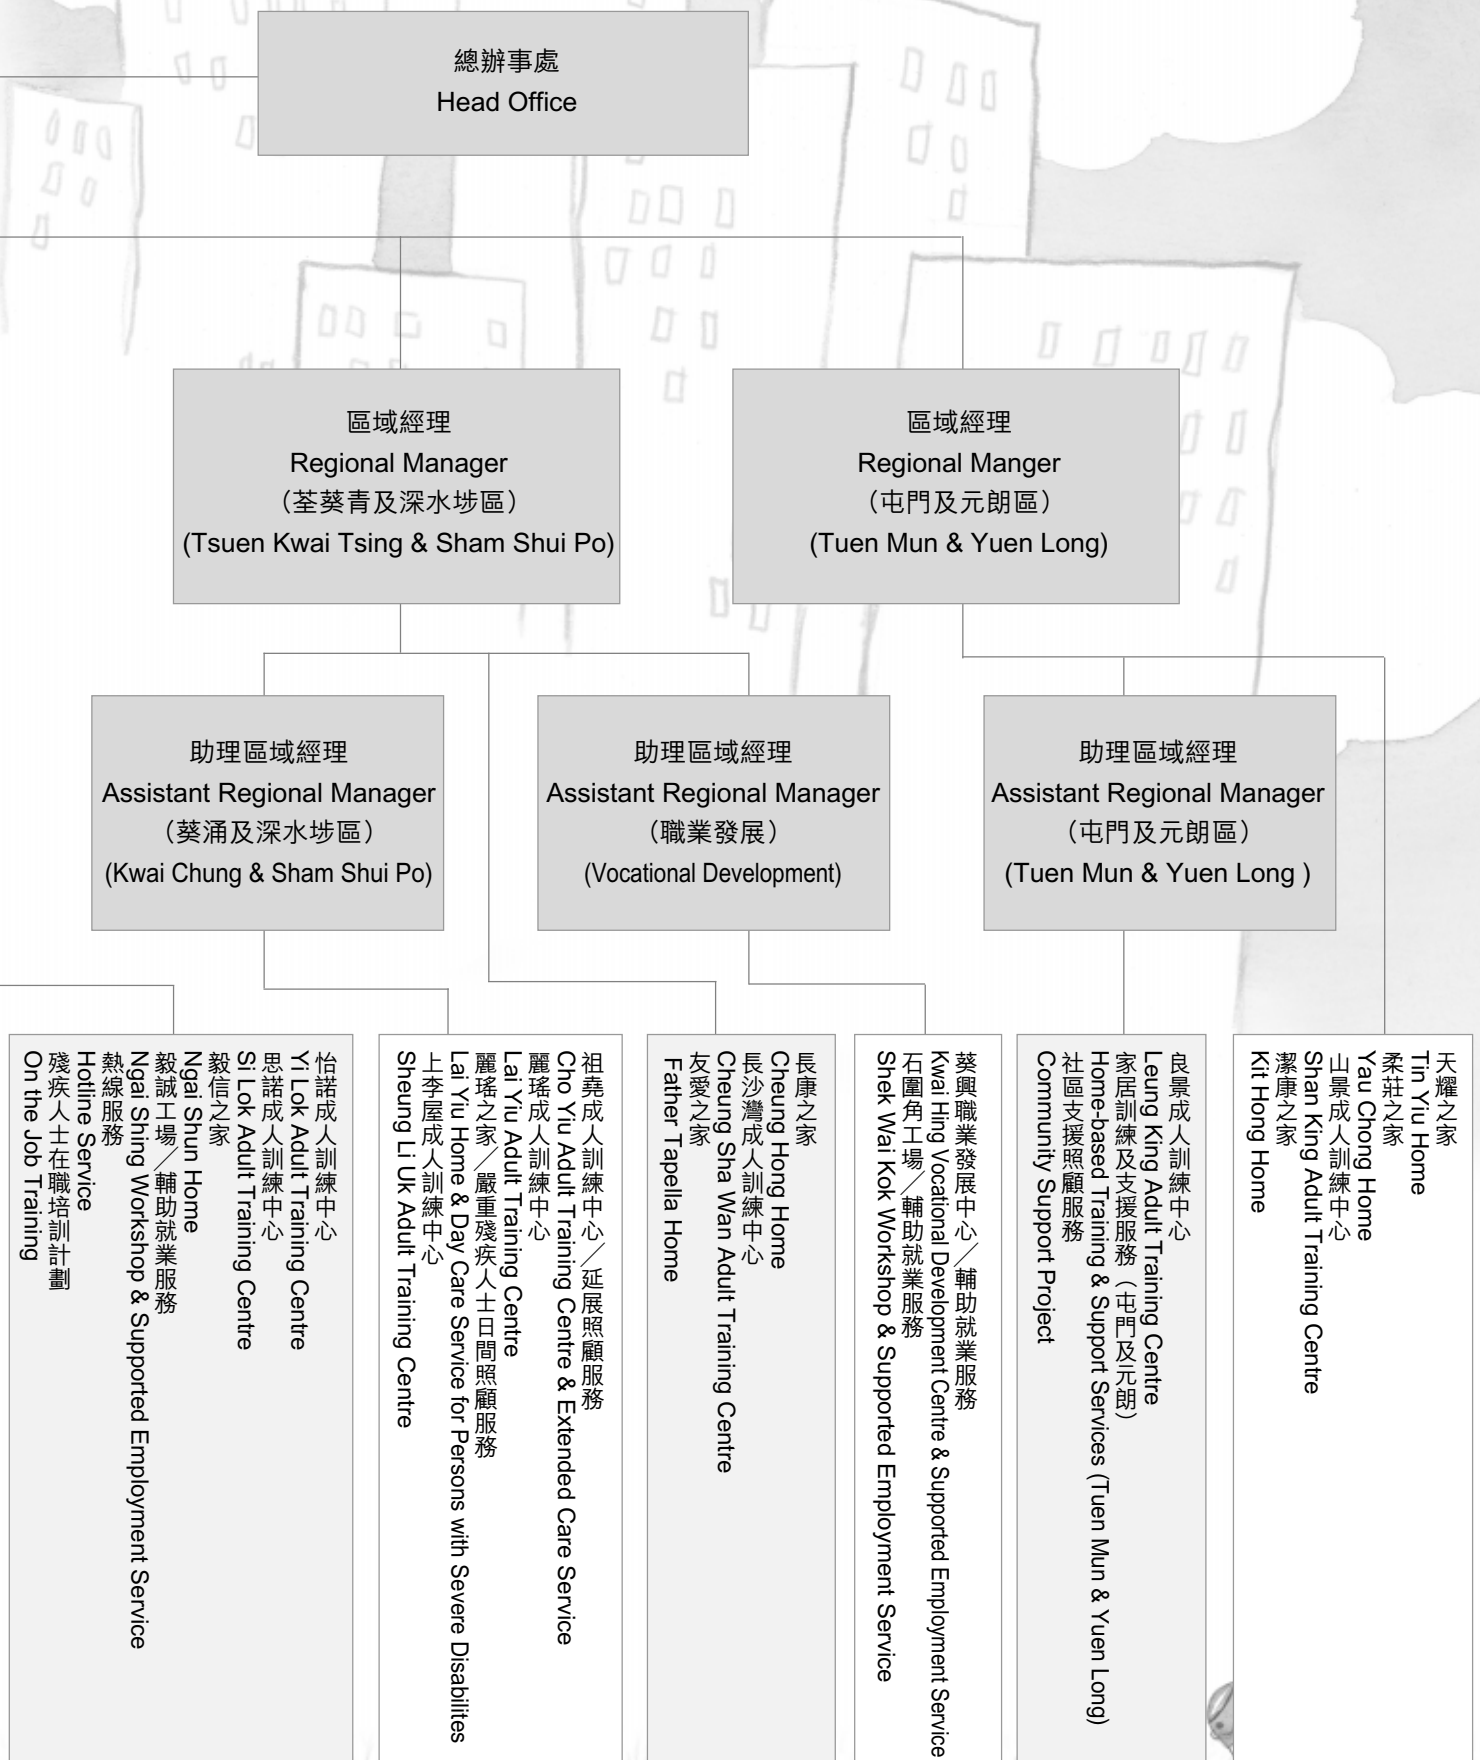 總辦事處
Head Office
區域經理
Regional Manager
（荃葵青及深水埗區）
(Tsuen Kwai Tsing & Sham Shui Po)
區域經理
Regional Manger
（屯門及元朗區）
(Tuen Mun & Yuen Long)
助理區域經理
Assistant Regional Manager
（葵涌及深水埗區）
(Kwai Chung & Sham Shui Po)
助理區域經理
Assistant Regional Manager
（職業發展）
(Vocational Development)
助理區域經理
Assistant Regional Manager
（屯門及元朗區）
(Tuen Mun & Yuen Long )
怡諾成人訓練中心
Yi Lok Adult Training Centre
思諾成人訓練中心
Si Lok Adult Training Centre
毅信之家
Ngai Shun Home
毅誠工場／輔助就業服務
Ngai Shing Workshop & Supported Employment Service
熱線服務
Hotline Service
殘疾人士在職培訓計劃
On the Job Training
祖堯成人訓練中心／延展照顧服務
Cho Yiu Adult Training Centre & Extended Care Service
麗瑤成人訓練中心
Lai Yiu Adult Training Centre
麗瑤之家／嚴重殘疾人士日間照顧服務
Lai Yiu Home & Day Care Service for Persons with Severe Disabilites
上李屋成人訓練中心
Sheung Li Uk Adult Training Centre
長康之家
Cheung Hong Home
長沙灣成人訓練中心
Cheung Sha Wan Adult Training Centre
友愛之家
Father Tapella Home
葵興職業發展中心／輔助就業服務
Kwai Hing Vocational Development Centre & Supported Employment Service
石圍角工場／輔助就業服務
Shek Wai Kok Workshop & Supported Employment Service
良景成人訓練中心
Leung King Adult Training Centre
家居訓練及支援服務（屯門及元朗）
Home-based Training & Support Services (Tuen Mun & Yuen Long)
社區支援照顧服務
Community Support Project
天耀之家
Tin Yiu Home
柔莊之家
Yau Chong Home
山景成人訓練中心
Shan King Adult Training Centre
潔康之家
Kit Hong Home